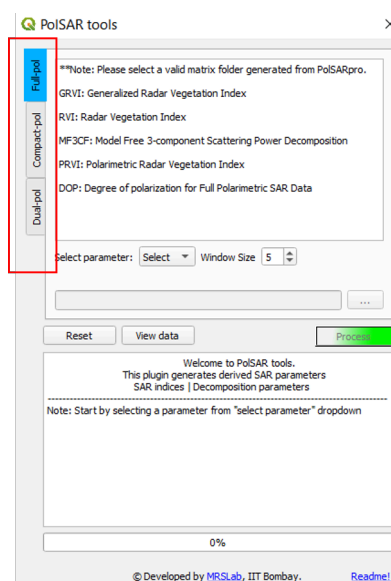 PolSAR tools
Full-pol
Compact-pol
Dual-pol
**Note: Please select a valid matrix folder generated from PolSARpro.
GRVI: Generalized Radar Vegetation Index
RVI: Radar Vegetation Index
MF3CF: Model Free 3-component Scattering Power Decomposition
PRVI: Polarimetric Radar Vegetation Index
DOP: Degree of polarization for Full Polarimetric SAR Data
Select parameter: Select Window Size 5
...
Reset View data Process
Welcome to PolSAR tools.
This plugin generates derived SAR parameters
SAR indices | Decomposition parameters
--------------------------------------------------------------------------------
Note: Start by selecting a parameter from "select parameter" dropdown
0%
© Developed by MRSLab, IIT Bombay. Readme!